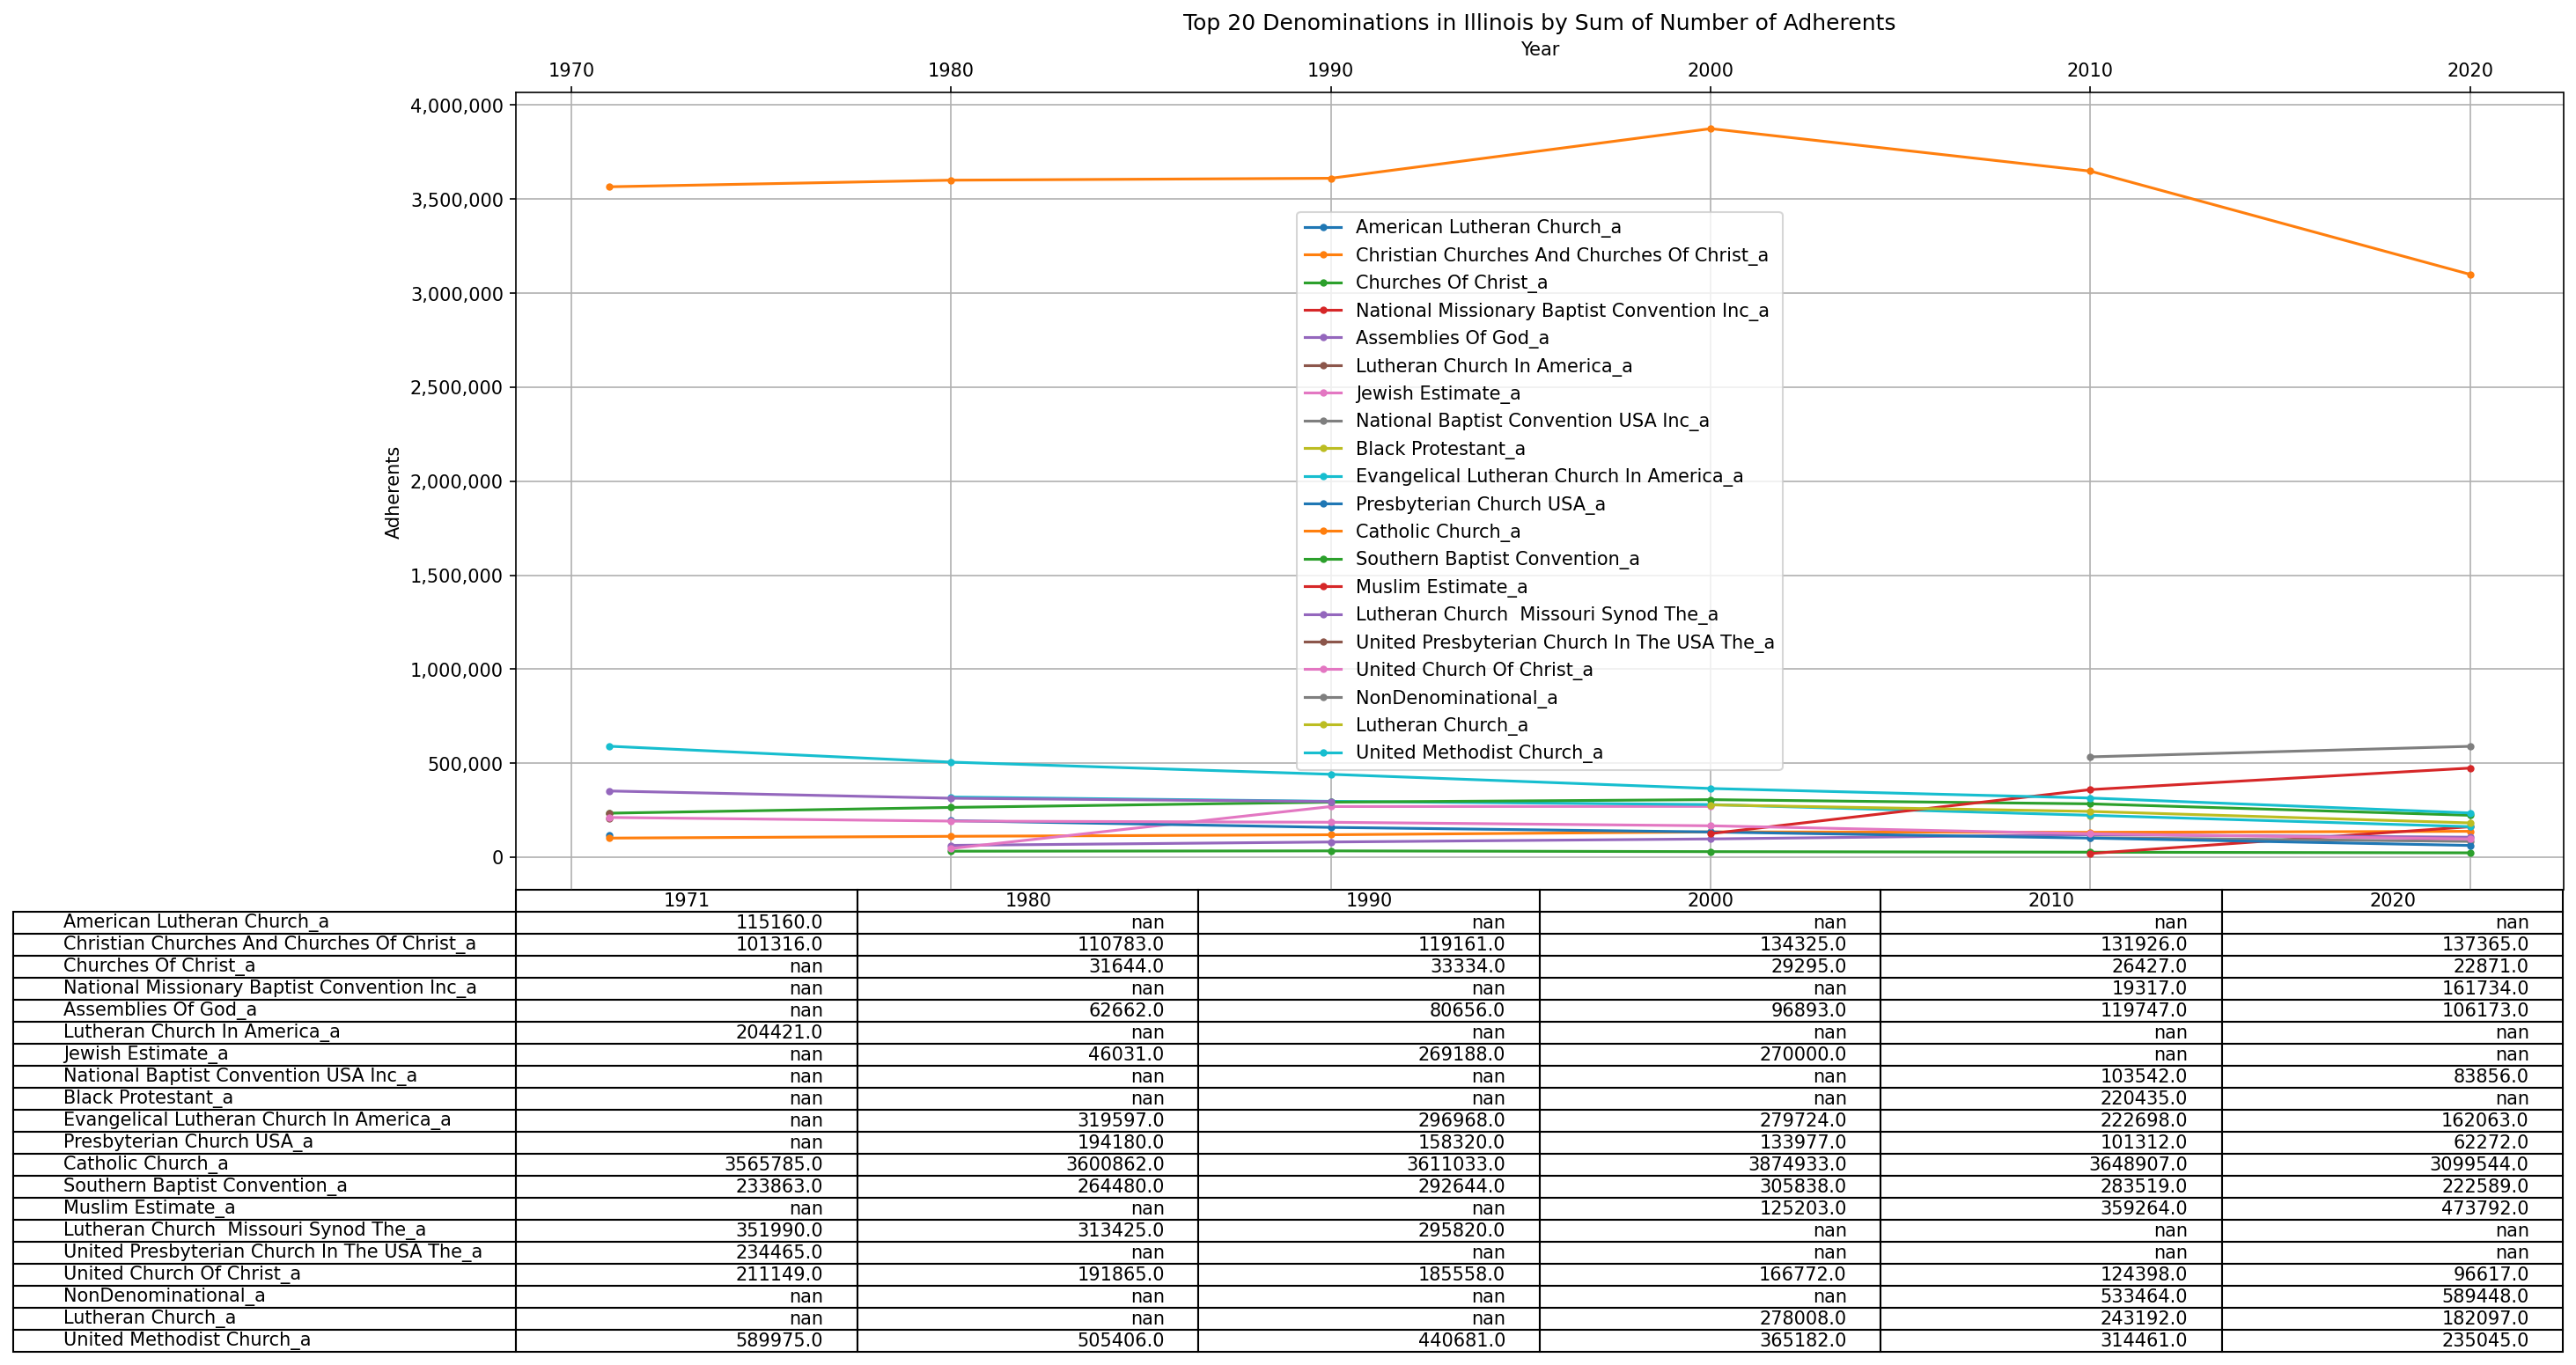 Top 20 Denominations in Illinois by Sum of Number of Adherents
Year
1970 1980 1990 2000 2010 2020
4,000,000
3,500,000
3,000,000
2,500,000
2,000,000
1,500,000
1,000,000
500,000
0
Adherents
American Lutheran Church_a
Christian Churches And Churches Of Christ_a
Churches Of Christ_a
National Missionary Baptist Convention Inc_a
Assemblies Of God_a
Lutheran Church In America_a
Jewish Estimate_a
National Baptist Convention USA Inc_a
Black Protestant_a
Evangelical Lutheran Church In America_a
Presbyterian Church USA_a
Catholic Church_a
Southern Baptist Convention_a
Muslim Estimate_a
Lutheran Church  Missouri Synod The_a
United Presbyterian Church In The USA The_a
United Church Of Christ_a
NonDenominational_a
Lutheran Church_a
United Methodist Church_a
1971 1980 1990 2000 2010 2020
American Lutheran Church_a 115160.0 nan nan nan nan nan
Christian Churches And Churches Of Christ_a 101316.0 110783.0 119161.0 134325.0 131926.0 137365.0
Churches Of Christ_a nan 31644.0 33334.0 29295.0 26427.0 22871.0
National Missionary Baptist Convention Inc_a nan nan nan nan 19317.0 161734.0
Assemblies Of God_a nan 62662.0 80656.0 96893.0 119747.0 106173.0
Lutheran Church In America_a 204421.0 nan nan nan nan nan
Jewish Estimate_a nan 46031.0 269188.0 270000.0 nan nan
National Baptist Convention USA Inc_a nan nan nan nan 103542.0 83856.0
Black Protestant_a nan nan nan nan 220435.0 nan
Evangelical Lutheran Church In America_a nan 319597.0 296968.0 279724.0 222698.0 162063.0
Presbyterian Church USA_a nan 194180.0 158320.0 133977.0 101312.0 62272.0
Catholic Church_a 3565785.0 3600862.0 3611033.0 3874933.0 3648907.0 3099544.0
Southern Baptist Convention_a 233863.0 264480.0 292644.0 305838.0 283519.0 222589.0
Muslim Estimate_a nan nan nan 125203.0 359264.0 473792.0
Lutheran Church  Missouri Synod The_a 351990.0 313425.0 295820.0 nan nan nan
United Presbyterian Church In The USA The_a 234465.0 nan nan nan nan nan
United Church Of Christ_a 211149.0 191865.0 185558.0 166772.0 124398.0 96617.0
NonDenominational_a nan nan nan nan 533464.0 589448.0
Lutheran Church_a nan nan nan 278008.0 243192.0 182097.0
United Methodist Church_a 589975.0 505406.0 440681.0 365182.0 314461.0 235045.0